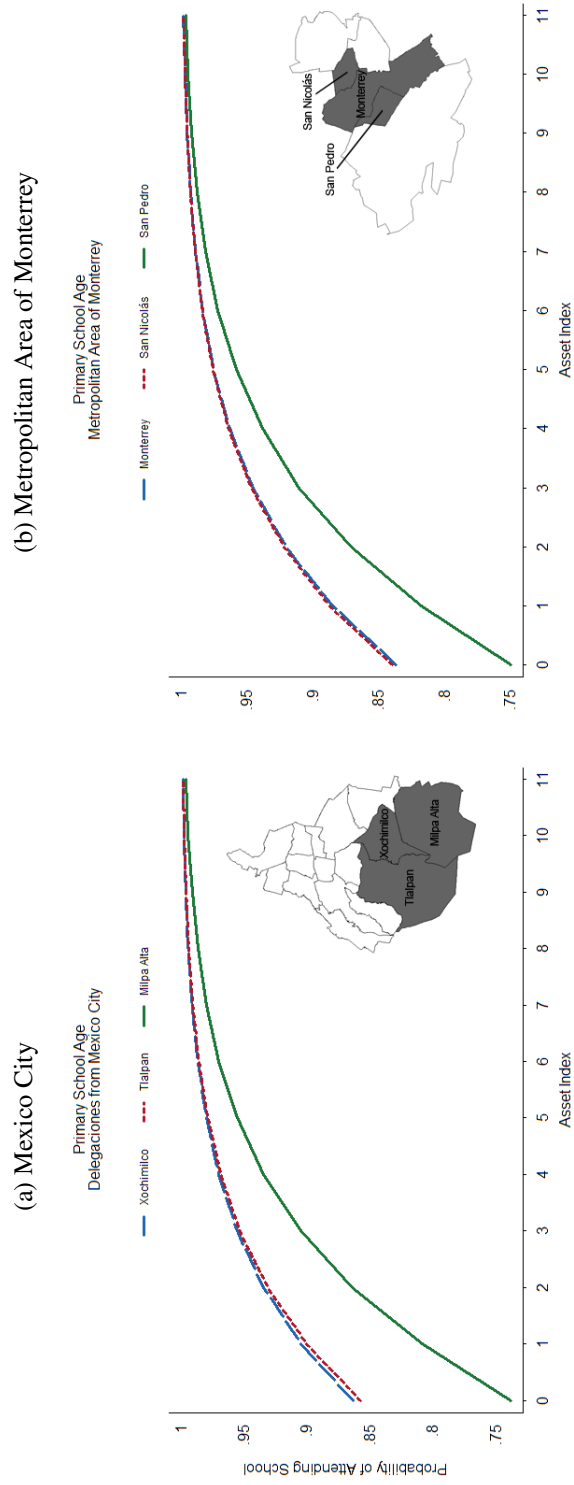 (a) Mexico City
Primary School Age
Delegaciones from Mexico City
Xochimilco Tlalpan Milpa Alta
Probability of Attending School
1
.95
.9
.85
.8
.75
0 1 2 3 4 5 6 7 8 9 10 11
Asset Index
Xochimilco
Tlalpan
Milpa Alta
(b) Metropolitan Area of Monterrey
Primary School Age
Metropolitan Area of Monterrey
Monterrey San Nicolás San Pedro
1
.95
.9
.85
.8
.75
0 1 2 3 4 5 6 7 8 9 10 11
Asset Index
San Nicolás
Monterrey
San Pedro